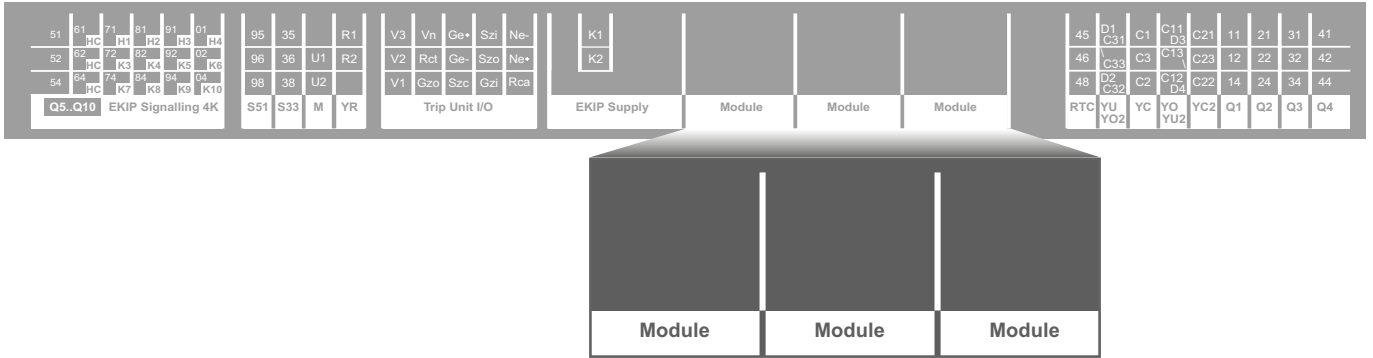 51 61 HC 71 H1 81 H2 91 H3 01 H4 95 35 R1 V3 Vn Ge◆ Szi Ne- K1 45 D1 C31 C1 C11 D3 C21 11 21 31 41
52 62 HC 72 K3 82 K4 92 K5 02 K6 96 36 U1 R2 V2 Rct Ge- Szo Ne◆ K2 46 \ C33 C3 C13 \ C23 12 22 32 42
54 64 HC 74 K7 84 K8 94 K9 04 K10 98 38 U2 V1 Gzo Szc Gzi Rca 48 D2 C32 C2 C12 D4 C22 14 24 34 44
Q5..Q10 EKIP Signalling 4K S51 S33 M YR Trip Unit I/O EKIP Supply Module Module Module RTC YU YO2 YC YO YU2 YC2 Q1 Q2 Q3 Q4
Module Module Module